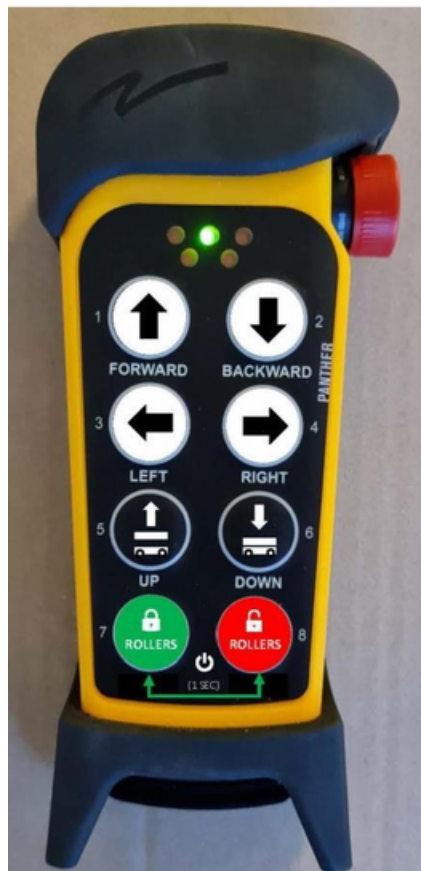 1 2
FORWARD BACKWARD
PANTHER
3 4
LEFT RIGHT
5 6
UP DOWN
7 ROLLERS ROLLERS 8
(1 SEC)